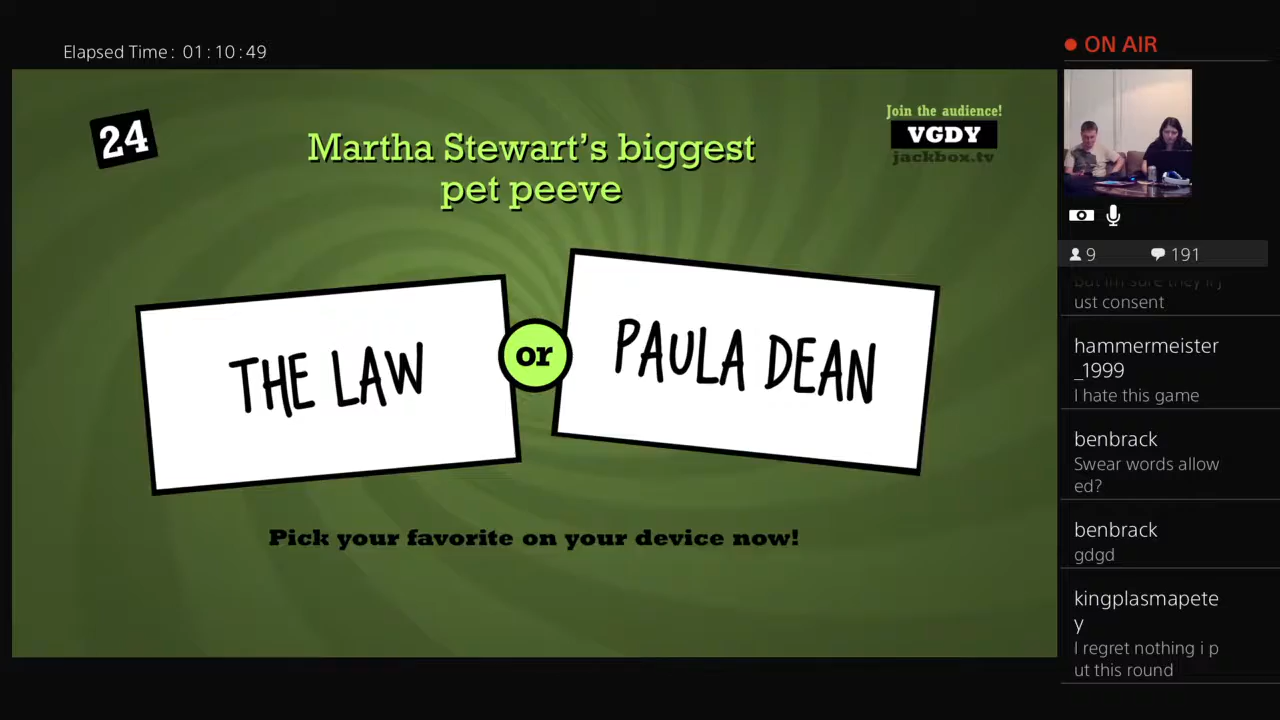 Elapsed Time: 01:10:49
ON AIR
24
Martha Stewart's biggest
pet peeve
Join the audience!
VGDY
jackbox.tv
THE LAW
or
PAULA DEAN
Pick your favorite on your device now!
9 191
ust consent
hammermeister
_1999
I hate this game
benbrack
Swear words allow
ed?
benbrack
gdgd
kingplasmapete
y
I regret nothing i p
ut this round